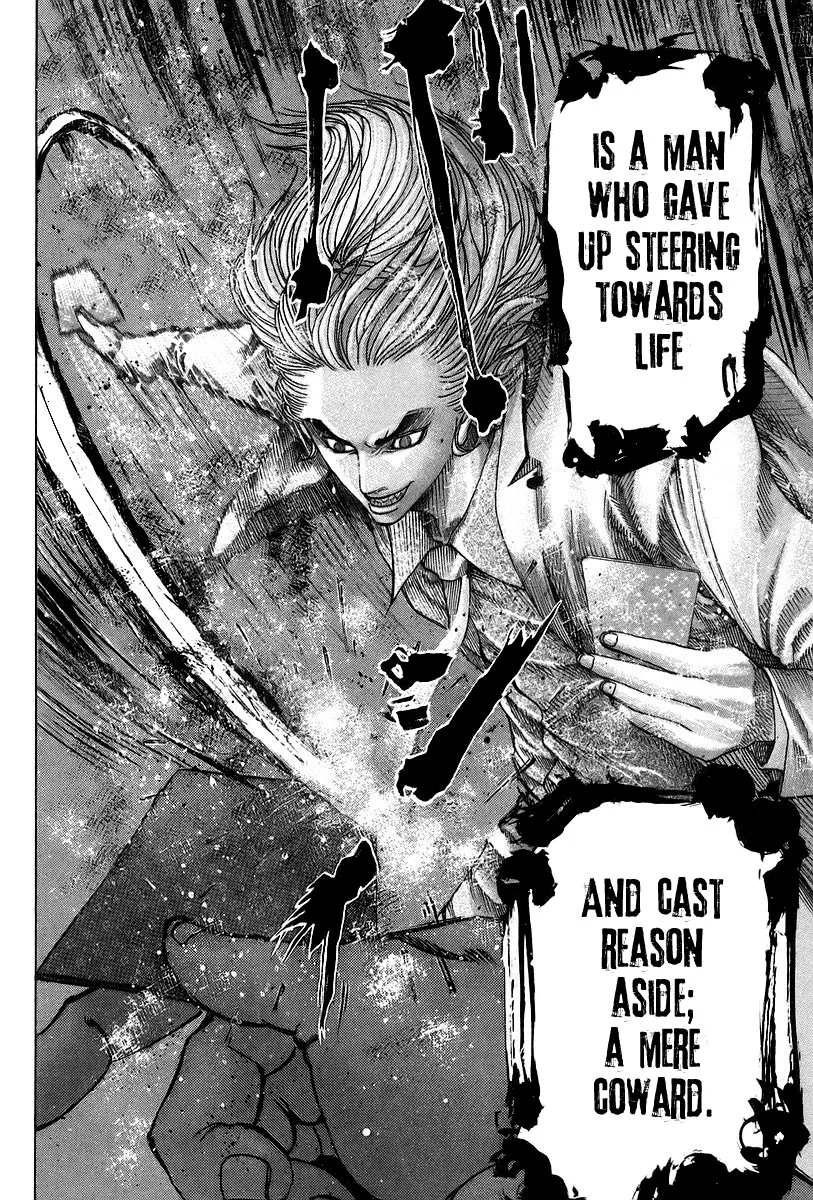 IS A MAN
WHO GAVE
UP STEERING
TOWARDS
LIFE
AND CAST
REASON
ASIDE;
A MERE
COWARD.